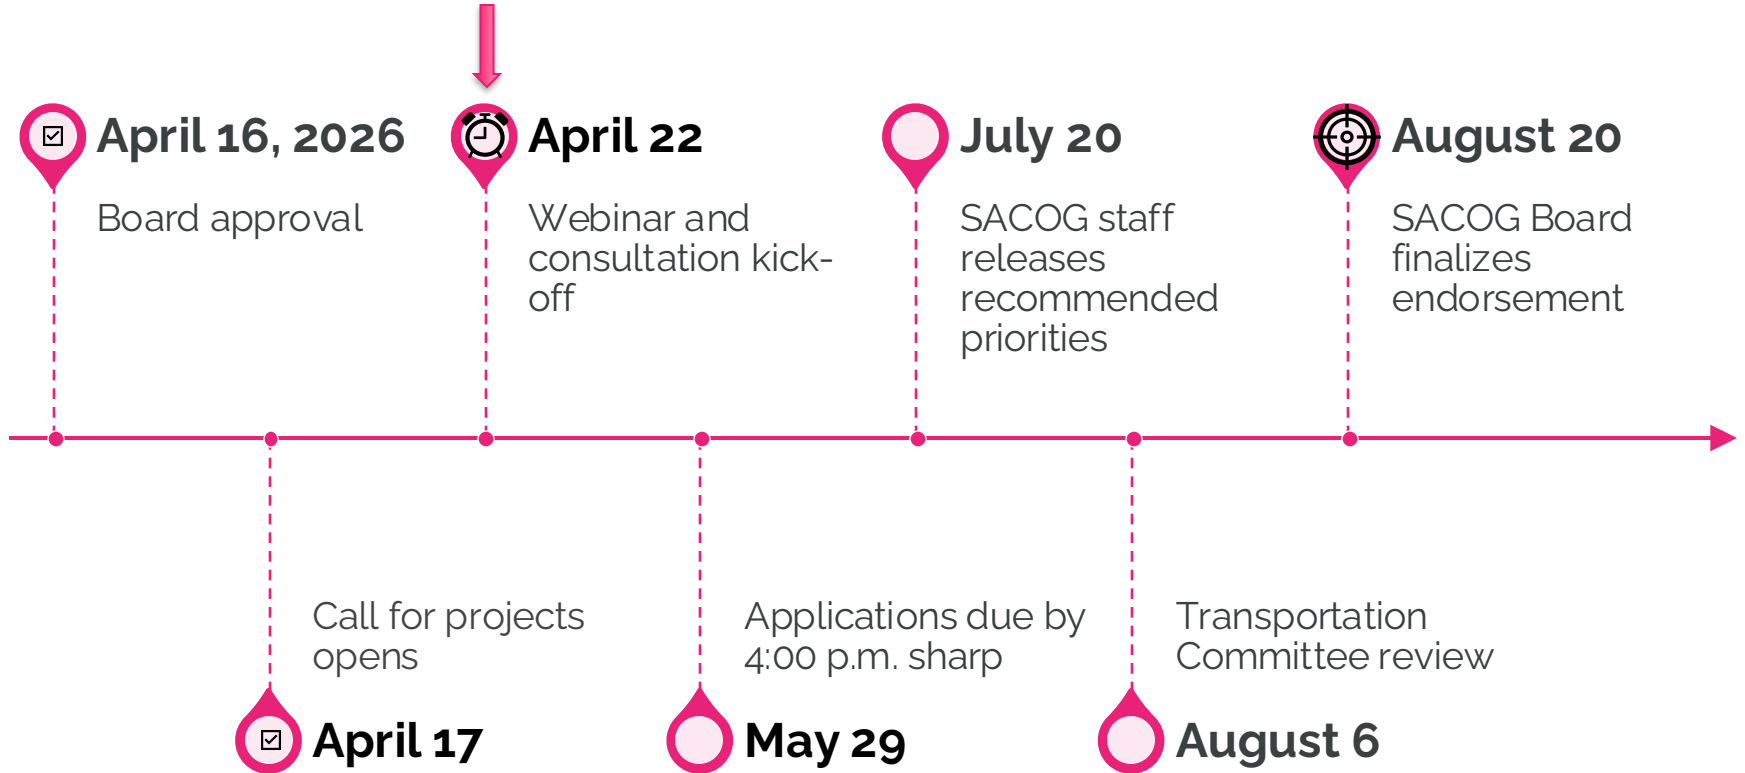 April 16, 2026
Board approval
April 17
Call for projects
opens
April 22
Webinar and
consultation kick-
off
May 29
Applications due by
4:00 p.m. sharp
July 20
SACOG staff
releases
recommended
priorities
August 6
Transportation
Committee review
August 20
SACOG Board
finalizes
endorsement